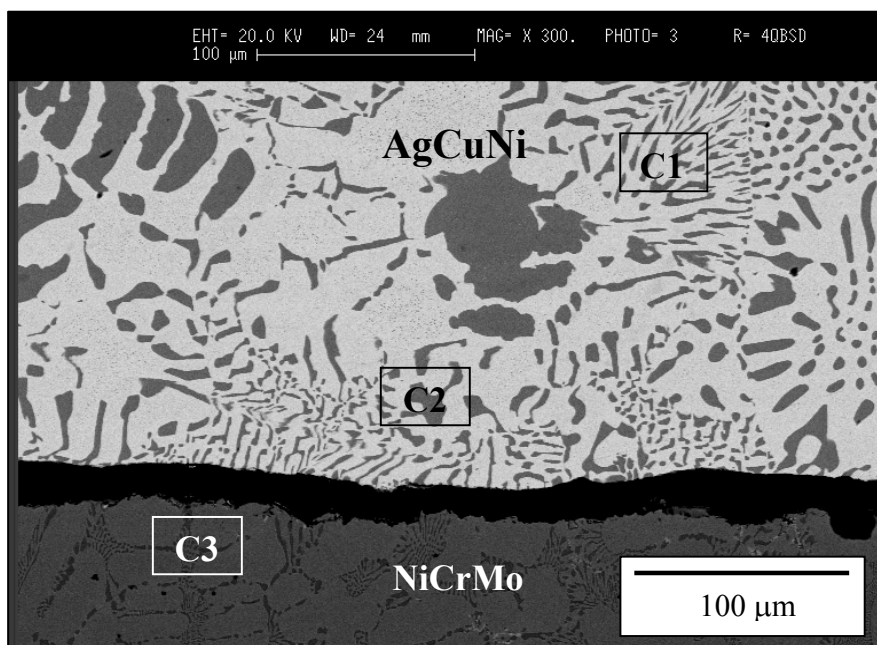 EHT= 20.0 KV WD= 24 mm MAG= X 300. PHOTO= 3 R= 4QBSD
100 µm
AgCuNi
C1
C2
C3
NiCrMo
100 µm